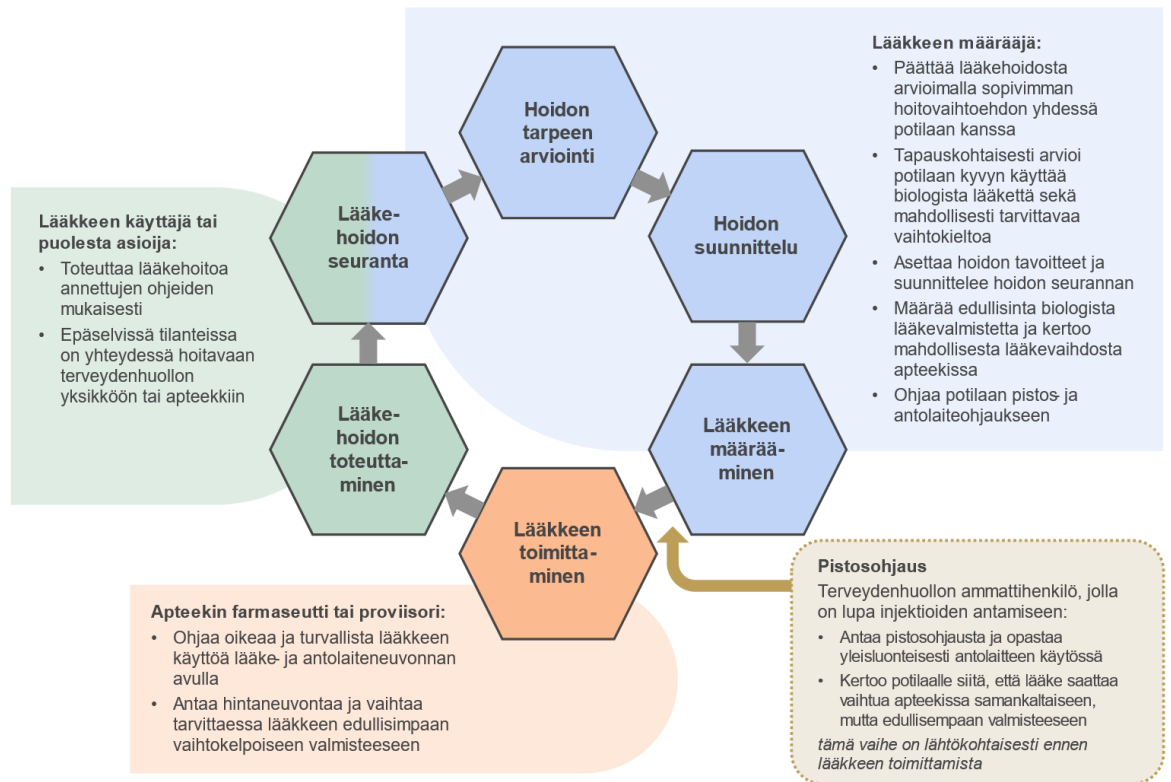 Hoidon
tarpeen
arviointi
Hoidon
suunnittelu
Lääkkeen
määrää-
minen
Lääkkeen
toimitta-
minen
Lääke-
hoidon
toteutta-
minen
Lääke-
hoidon
seuranta
Lääkkeen määrääjä:
• Päättää lääkehoidosta
arvioimalla sopivimman
hoitovaihtoehdon yhdessä
potilaan kanssa
• Tapauskohtaisesti arvioi
potilaan kyvyn käyttää
biologista lääkettä sekä
mahdollisesti tarvittavaa
vaihtokieltoa
• Asettaa hoidon tavoitteet ja
suunnittelee hoidon seurannan
• Määrää edullisinta biologista
lääkevalmistetta ja kertoo
mahdollisesta lääkevaihdosta
apteekissa
• Ohjaa potilaan pistos- ja
antolaiteohjaukseen
Pistosohjaus
Terveydenhuollon ammattihenkilö, jolla
on lupa injektioiden antamiseen:
• Antaa pistosohjausta ja opastaa
yleisluonteisesti antolaitteen käytössä
• Kertoo potilaalle siitä, että lääke saattaa
vaihtua apteekissa samankaltaiseen,
mutta edullisempaan valmisteeseen
tämä vaihe on lähtökohtaisesti ennen
lääkkeen toimittamista
Apteekin farmaseutti tai proviisori:
• Ohjaa oikeaa ja turvallista lääkkeen
käyttöä lääke- ja antolaiteneuvonnan
avulla
• Antaa hintaneuvontaa ja vaihtaa
tarvittaessa lääkkeen edullisimpaan
vaihtokelpoiseen valmisteeseen
Lääkkeen käyttäjä tai
puolesta asioija:
• Toteuttaa lääkehoitoa
annettujen ohjeiden
mukaisesti
• Epäselvissä tilanteissa
on yhteydessä hoitavaan
terveydenhuollon
yksikköön tai apteekkiin